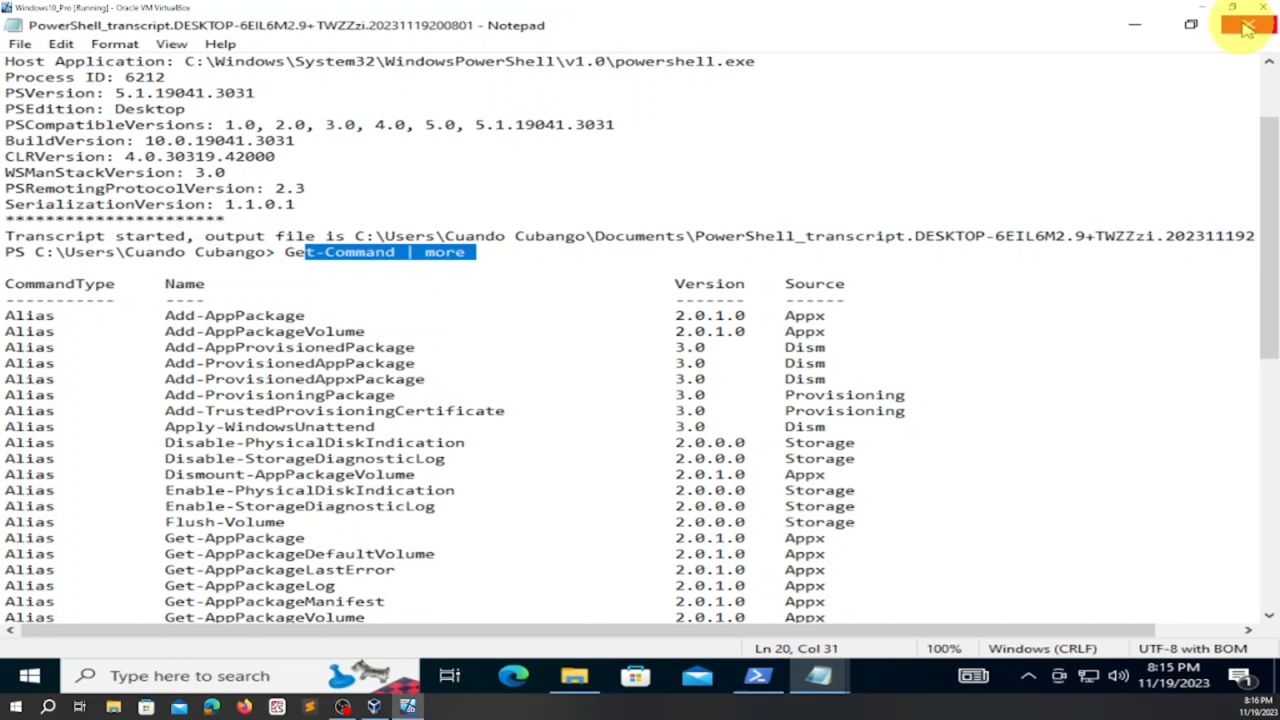 Windows10_Pro [Running] - Oracle VM VirtualBox
PowerShell_transcript.DESKTOP-6EIL6M2.9+TWZZzi.20231119200801 - Notepad
File Edit Format View Help
Host Application: C:\Windows\System32\WindowsPowerShell\v1.0\powershell.exe
Process ID: 6212
PSVersion: 5.1.19041.3031
PSEdition: Desktop
PSCompatibleVersions: 1.0, 2.0, 3.0, 4.0, 5.0, 5.1.19041.3031
BuildVersion: 10.0.19041.3031
CLRVersion: 4.0.30319.42000
WSManStackVersion: 3.0
PSRemotingProtocolVersion: 2.3
SerializationVersion: 1.1.0.1
**********************
Transcript started, output file is C:\Users\Cuando Cubango\Documents\PowerShell_transcript.DESKTOP-6EIL6M2.9+TWZZzi.202311192
PS C:\Users\Cuando Cubango> Get-Command | more
CommandType Name Version Source
----------- ---- ------- ------
Alias Add-AppPackage 2.0.1.0 Appx
Alias Add-AppPackageVolume 2.0.1.0 Appx
Alias Add-AppProvisionedPackage 3.0 Dism
Alias Add-ProvisionedAppPackage 3.0 Dism
Alias Add-ProvisionedAppxPackage 3.0 Dism
Alias Add-ProvisioningPackage 3.0 Provisioning
Alias Add-TrustedProvisioningCertificate 3.0 Provisioning
Alias Apply-WindowsUnattend 3.0 Dism
Alias Disable-PhysicalDiskIndication 2.0.0.0 Storage
Alias Disable-StorageDiagnosticLog 2.0.0.0 Storage
Alias Dismount-AppPackageVolume 2.0.1.0 Appx
Alias Enable-PhysicalDiskIndication 2.0.0.0 Storage
Alias Enable-StorageDiagnosticLog 2.0.0.0 Storage
Alias Flush-Volume 2.0.0.0 Storage
Alias Get-AppPackage 2.0.1.0 Appx
Alias Get-AppPackageDefaultVolume 2.0.1.0 Appx
Alias Get-AppPackageLastError 2.0.1.0 Appx
Alias Get-AppPackageLog 2.0.1.0 Appx
Alias Get-AppPackageManifest 2.0.1.0 Appx
Alias Get-AppPackageVolume 2.0.1.0 Appx
Ln 20, Col 31 100% Windows (CRLF) UTF-8 with BOM
Type here to search
8:15 PM
11/19/2023
1
8:16 PM
11/19/2023